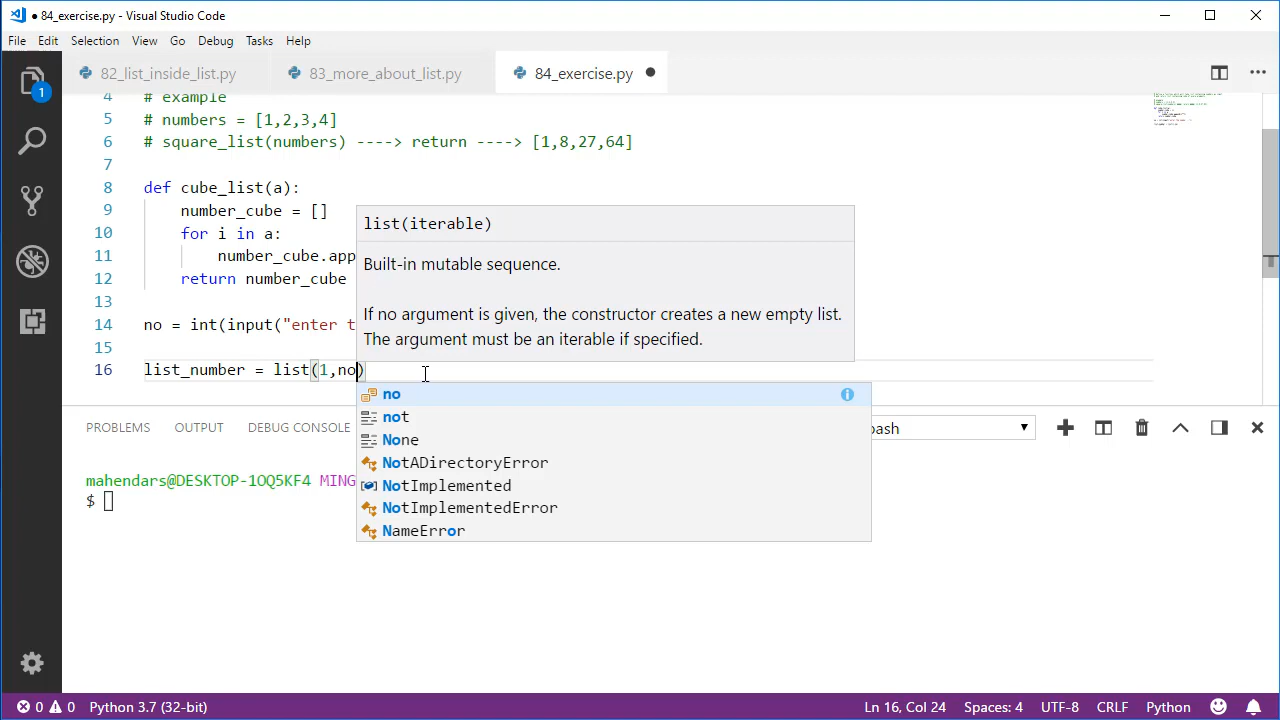 ● 84_exercise.py - Visual Studio Code
File Edit Selection View Go Debug Tasks Help
82_list_inside_list.py 83_more_about_list.py 84_exercise.py ●
1
4 # example
5 # numbers = [1,2,3,4]
6 # square_list(numbers) ----> return ----> [1,8,27,64]
7
8 def cube_list(a):
9 number_cube = []
10 for i in a:
11 number_cube.app
12 return number_cube
13
14 no = int(input("enter t
15
16 list_number = list(1,no)
list(iterable)
Built-in mutable sequence.
If no argument is given, the constructor creates a new empty list.
The argument must be an iterable if specified.
no
not
None
NotADirectoryError
NotImplemented
NotImplementedError
NameError
PROBLEMS OUTPUT DEBUG CONSOLE bash
mahendars@DESKTOP-1OQ5KF4 MING
$
0 0 Python 3.7 (32-bit) Ln 16, Col 24 Spaces: 4 UTF-8 CRLF Python